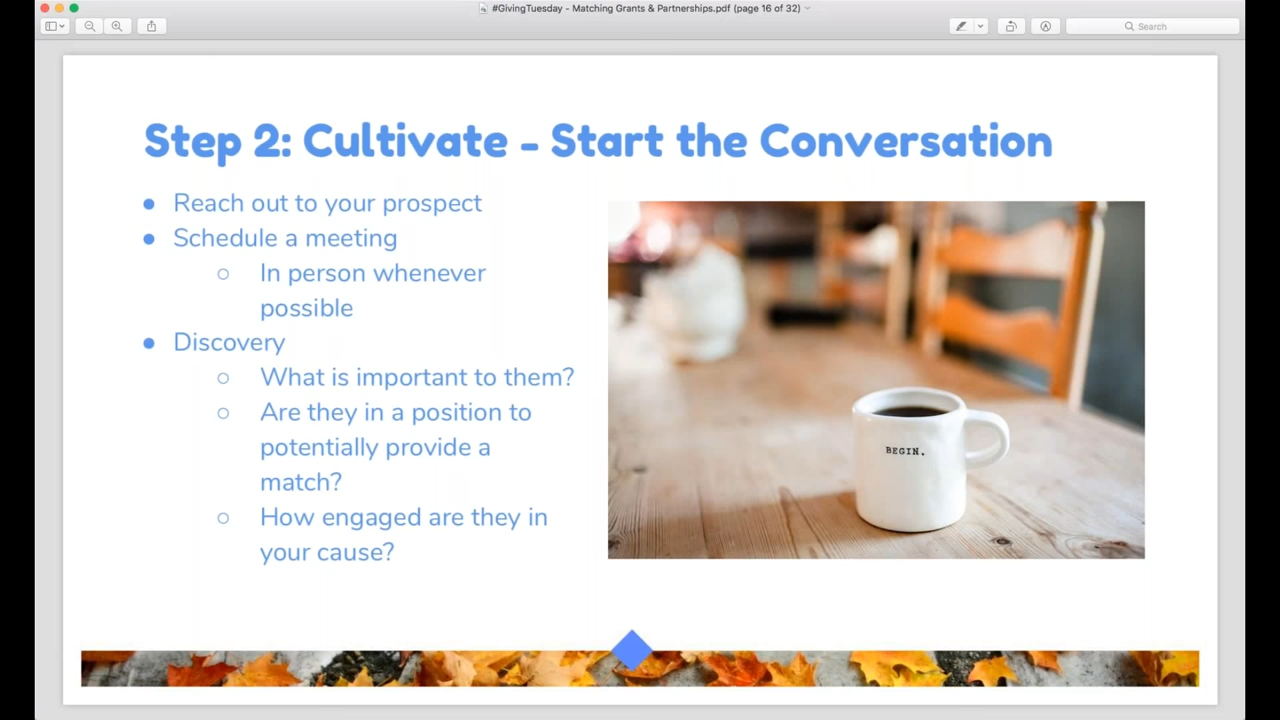 #GivingTuesday - Matching Grants & Partnerships.pdf (page 16 of 32)
Search
Step 2: Cultivate - Start the Conversation
● Reach out to your prospect
● Schedule a meeting
○ In person whenever
possible
● Discovery
○ What is important to them?
○ Are they in a position to
potentially provide a
match?
○ How engaged are they in
your cause?
BEGIN.